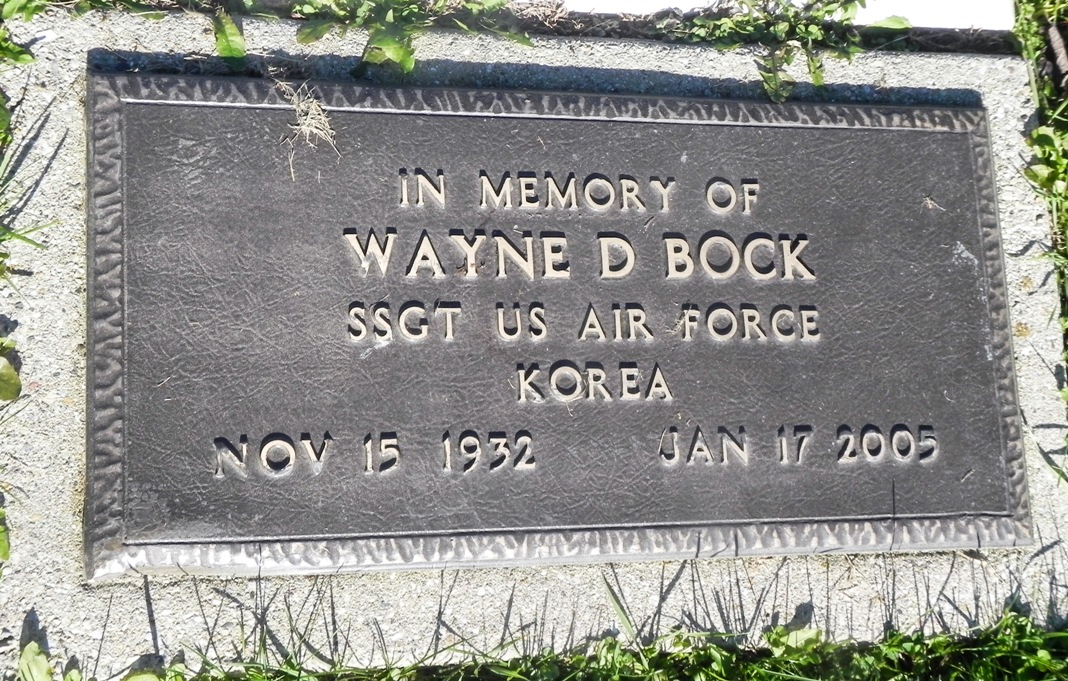 IN MEMORY OF
WAYNE D BOCK
SSGT US AIR FORCE
KOREA
NOV 15 1932 JAN 17 2005